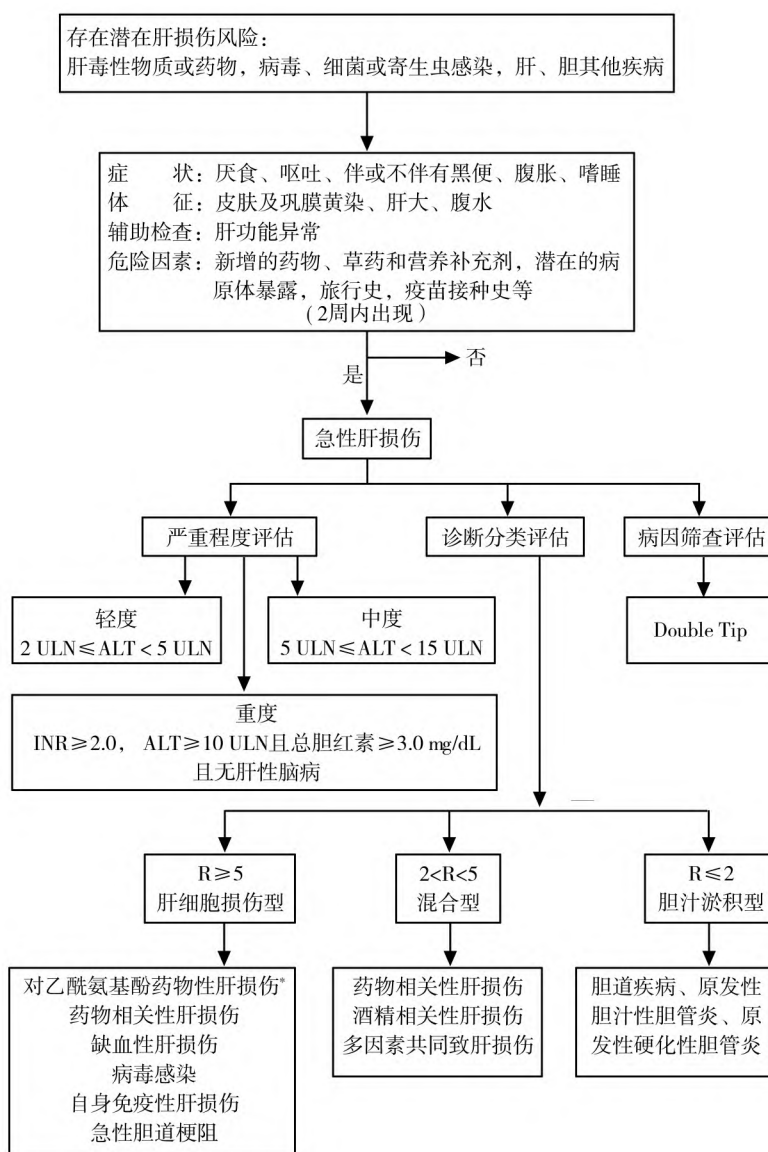 存在潜在肝损伤风险：
肝毒性物质或药物，病毒、细菌或寄生虫感染，肝、胆其他疾病
症　　状：厌食、呕吐、伴或不伴有黑便、腹胀、嗜睡
体　　征：皮肤及巩膜黄染、肝大、腹水
辅助检查：肝功能异常
危险因素：新增的药物、草药和营养补充剂，潜在的病
原体暴露，旅行史，疫苗接种史等
（2周内出现）
否
是
急性肝损伤
严重程度评估
诊断分类评估
病因筛查评估
轻度
2 ULN≤ALT＜5 ULN
中度
5 ULN≤ALT＜15 ULN
Double Tip
重度
INR≥2.0， ALT≥10 ULN且总胆红素≥3.0 mg/dL
且无肝性脑病
R≥5
肝细胞损伤型
2<R<5
混合型
R≤2
胆汁淤积型
对乙酰氨基酚药物性肝损伤*
药物相关性肝损伤
缺血性肝损伤
病毒感染
自身免疫性肝损伤
急性胆道梗阻
药物相关性肝损伤
酒精相关性肝损伤
多因素共同致肝损伤
胆道疾病、原发性
胆汁性胆管炎、原
发性硬化性胆管炎